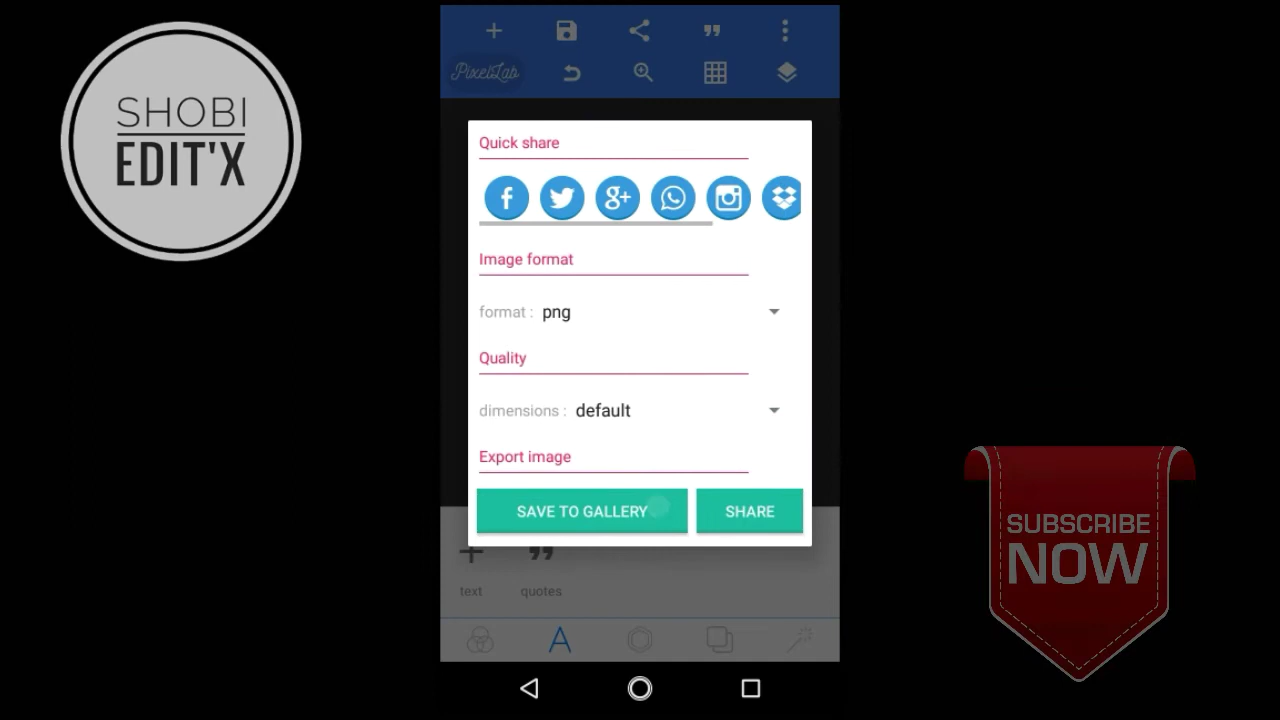 SHOBI
EDIT'X
PixelLab
Quick share
Image format
format : png
Quality
dimensions : default
Export image
SAVE TO GALLERY
SHARE
text
quotes
SUBSCRIBE
NOW